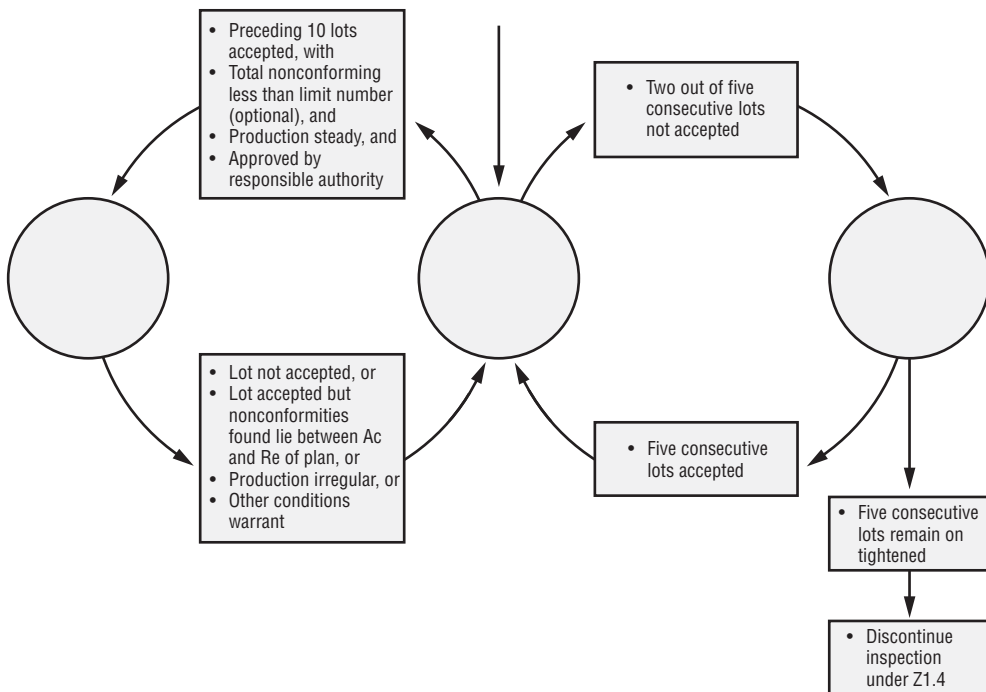 • Preceding 10 lots
accepted, with
• Total nonconforming
less than limit number
(optional), and
• Production steady, and
• Approved by
responsible authority
• Two out of five
consecutive lots
not accepted
• Lot not accepted, or
• Lot accepted but
nonconformities
found lie between Ac
and Re of plan, or
• Production irregular, or
• Other conditions
warrant
• Five consecutive
lots accepted
• Five consecutive
lots remain on
tightened
• Discontinue
inspection
under Z1.4